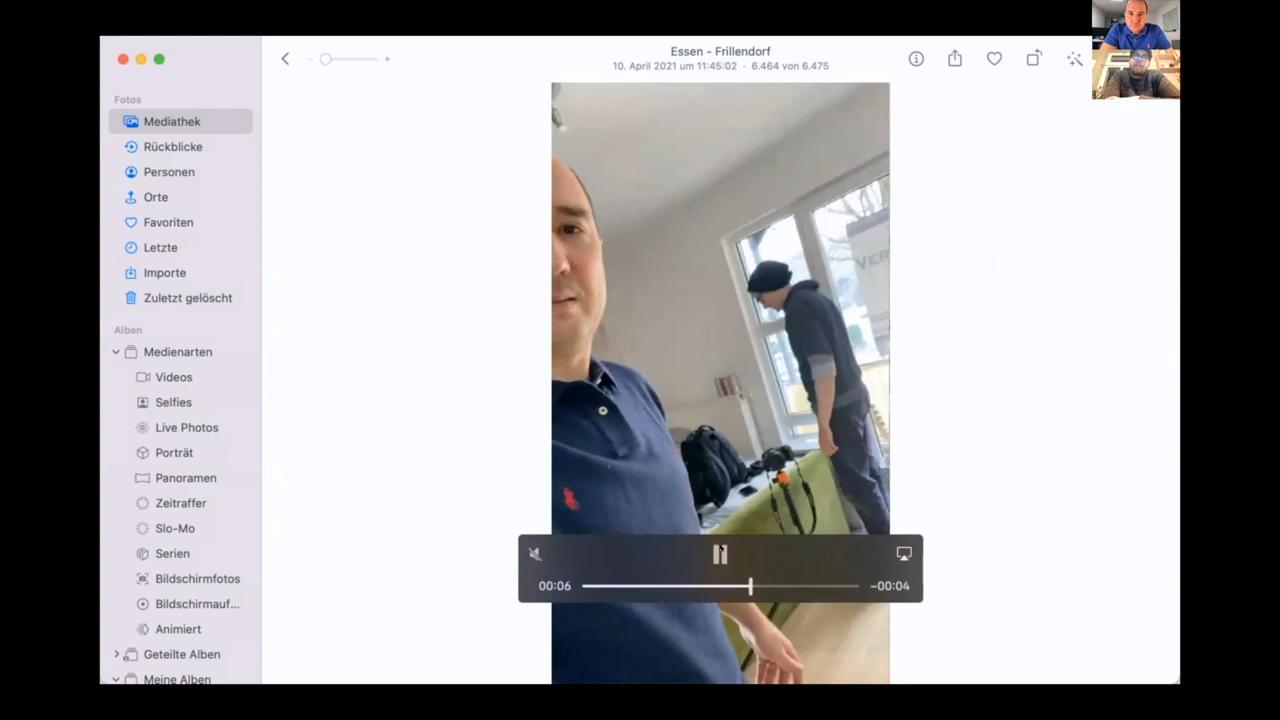 Essen - Frillendorf
10. April 2021 um 11:45:02 · 6.464 von 6.475
Fotos
Mediathek
Rückblicke
Personen
Orte
Favoriten
Letzte
Importe
Zuletzt gelöscht
Alben
Medienarten
Videos
Selfies
Live Photos
Porträt
Panoramen
Zeitraffer
Slo-Mo
Serien
Bildschirmfotos
Bildschirmauf...
Animiert
Geteilte Alben
Meine Alben
VER
00:06
−00:04